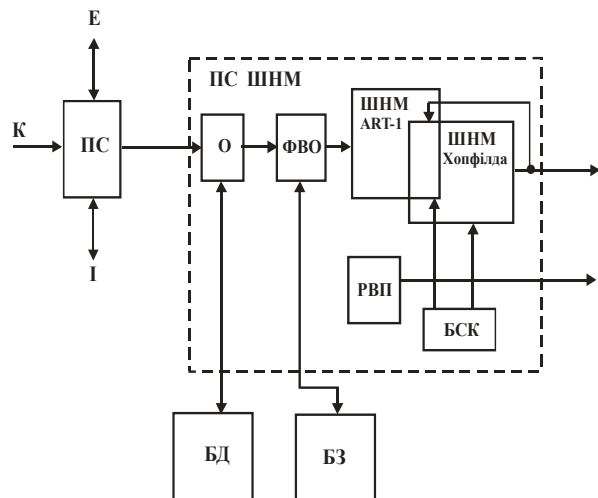 Е
К
ПС
І
ПС ШНМ
О
ФВО
ШНМ
ART-1
ШНМ
Хопфілда
РВП
БСК
БД
БЗ